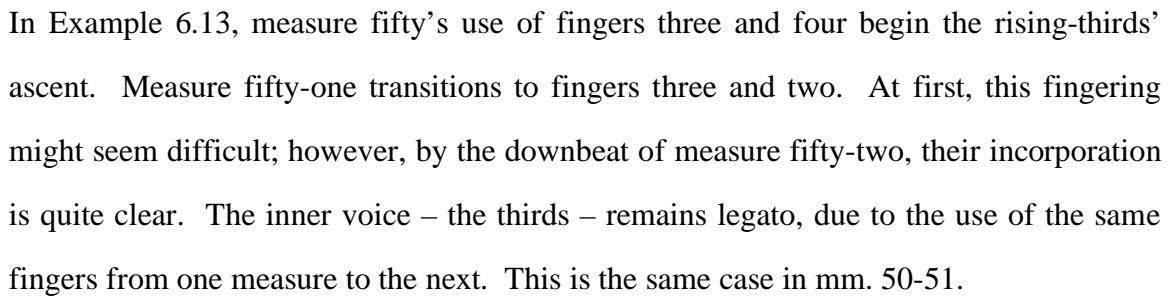 In Example 6.13, measure fifty’s use of fingers three and four begin the rising-thirds’
ascent. Measure fifty-one transitions to fingers three and two. At first, this fingering
might seem difficult; however, by the downbeat of measure fifty-two, their incorporation
is quite clear. The inner voice – the thirds – remains legato, due to the use of the same
fingers from one measure to the next. This is the same case in mm. 50-51.